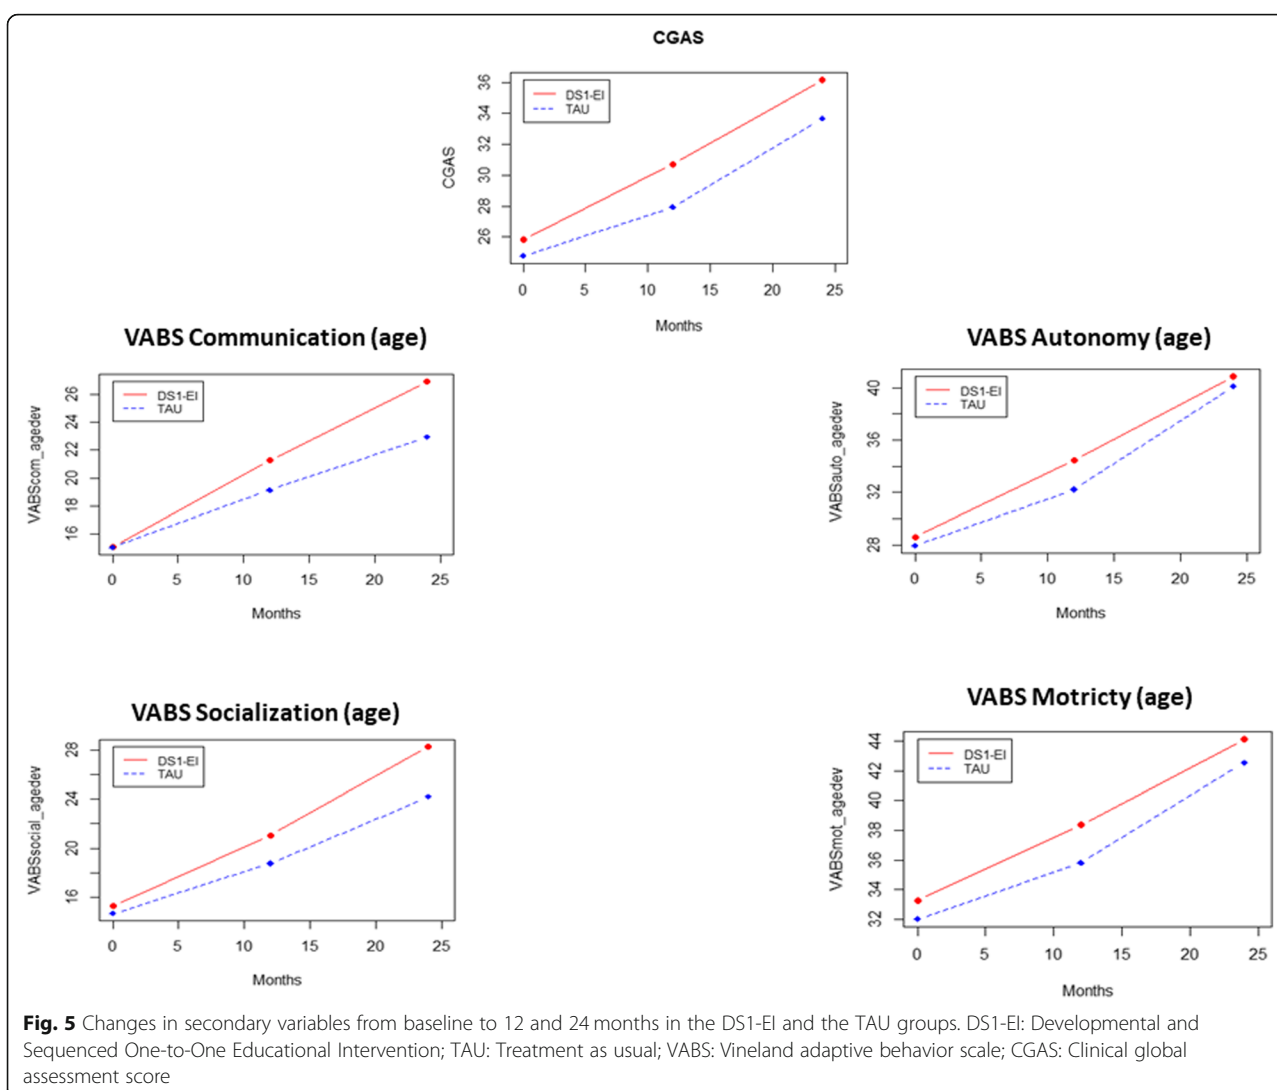 CGAS
DS1-EI
TAU
CGAS
36
34
32
30
28
26
0 5 10 15 20 25
Months
VABS Communication (age)
DS1-EI
TAU
VABScom_agedev
26
24
22
20
18
16
0 5 10 15 20 25
Months
VABS Autonomy (age)
DS1-EI
TAU
VABSauto_agedev
40
36
32
28
0 5 10 15 20 25
Months
VABS Socialization (age)
DS1-EI
TAU
VABSsocial_agedev
28
24
20
16
0 5 10 15 20 25
Months
VABS Motricty (age)
DS1-EI
TAU
VABSmot_agedev
44
42
40
38
36
34
32
0 5 10 15 20 25
Months
Fig. 5 Changes in secondary variables from baseline to 12 and 24 months in the DS1-EI and the TAU groups. DS1-EI: Developmental and
Sequenced One-to-One Educational Intervention; TAU: Treatment as usual; VABS: Vineland adaptive behavior scale; CGAS: Clinical global
assessment score